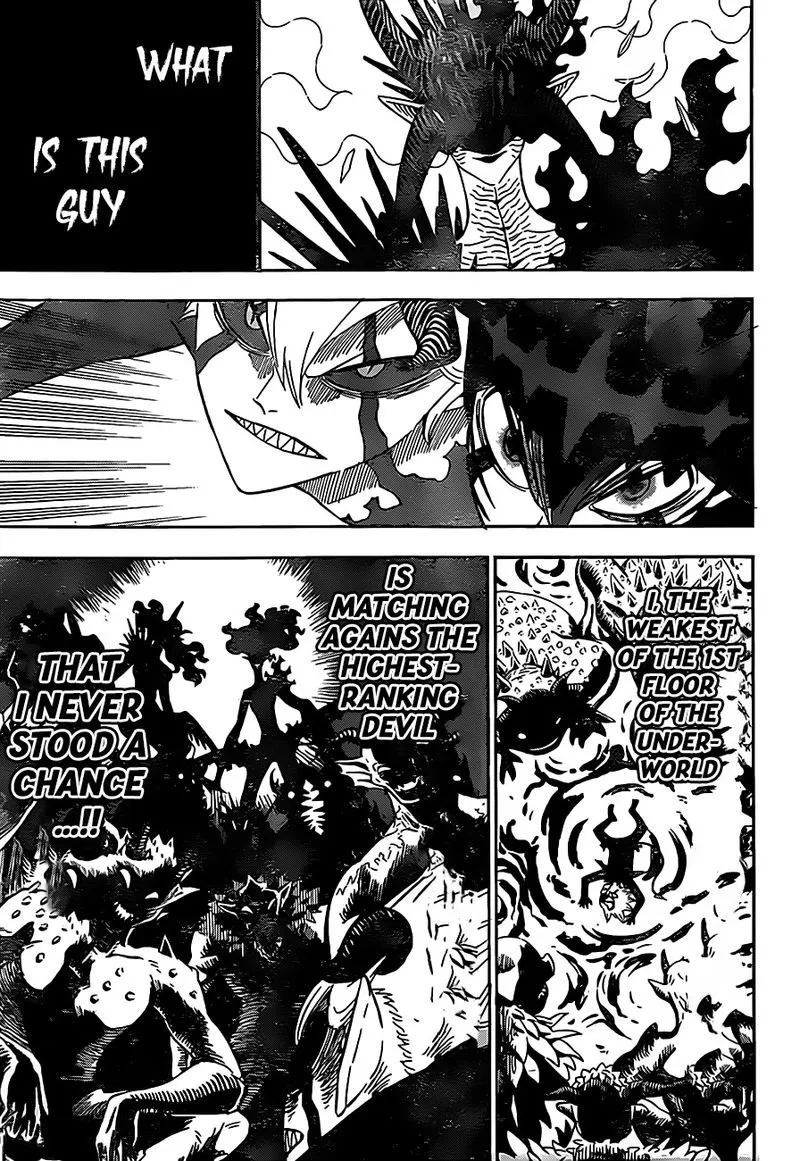 WHAT
IS THIS
GUY
I, THE
WEAKEST
OF THE 1ST
FLOOR
OF THE
UNDER-
WORLD
IS
MATCHING
AGAINS THE
HIGHEST-
RANKING
DEVIL
THAT
I NEVER
STOOD A
CHANCE
...!!